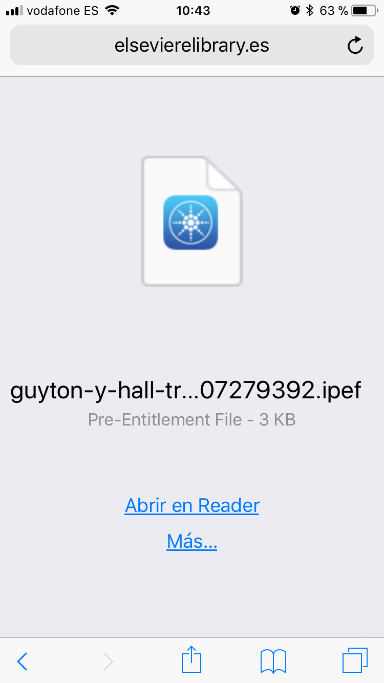 vodafone ES 10:43 63 %
elsevierelibrary.es
guyton-y-hall-tr...07279392.ipef
Pre-Entitlement File - 3 KB
Abrir en Reader
Más...